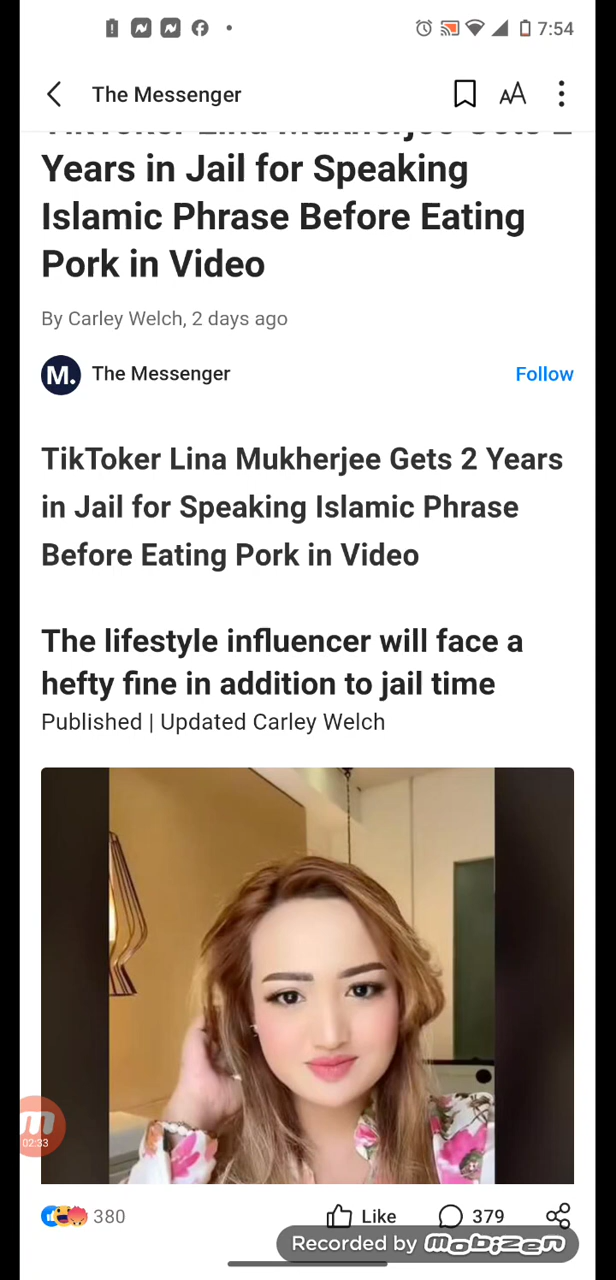 7:54
The Messenger
AA
Years in Jail for Speaking
Islamic Phrase Before Eating
Pork in Video
By Carley Welch, 2 days ago
M.
The Messenger
Follow
TikToker Lina Mukherjee Gets 2 Years
in Jail for Speaking Islamic Phrase
Before Eating Pork in Video
The lifestyle influencer will face a
hefty fine in addition to jail time
Published | Updated Carley Welch
m
02:33
380
Like
379
Recorded by mobizen